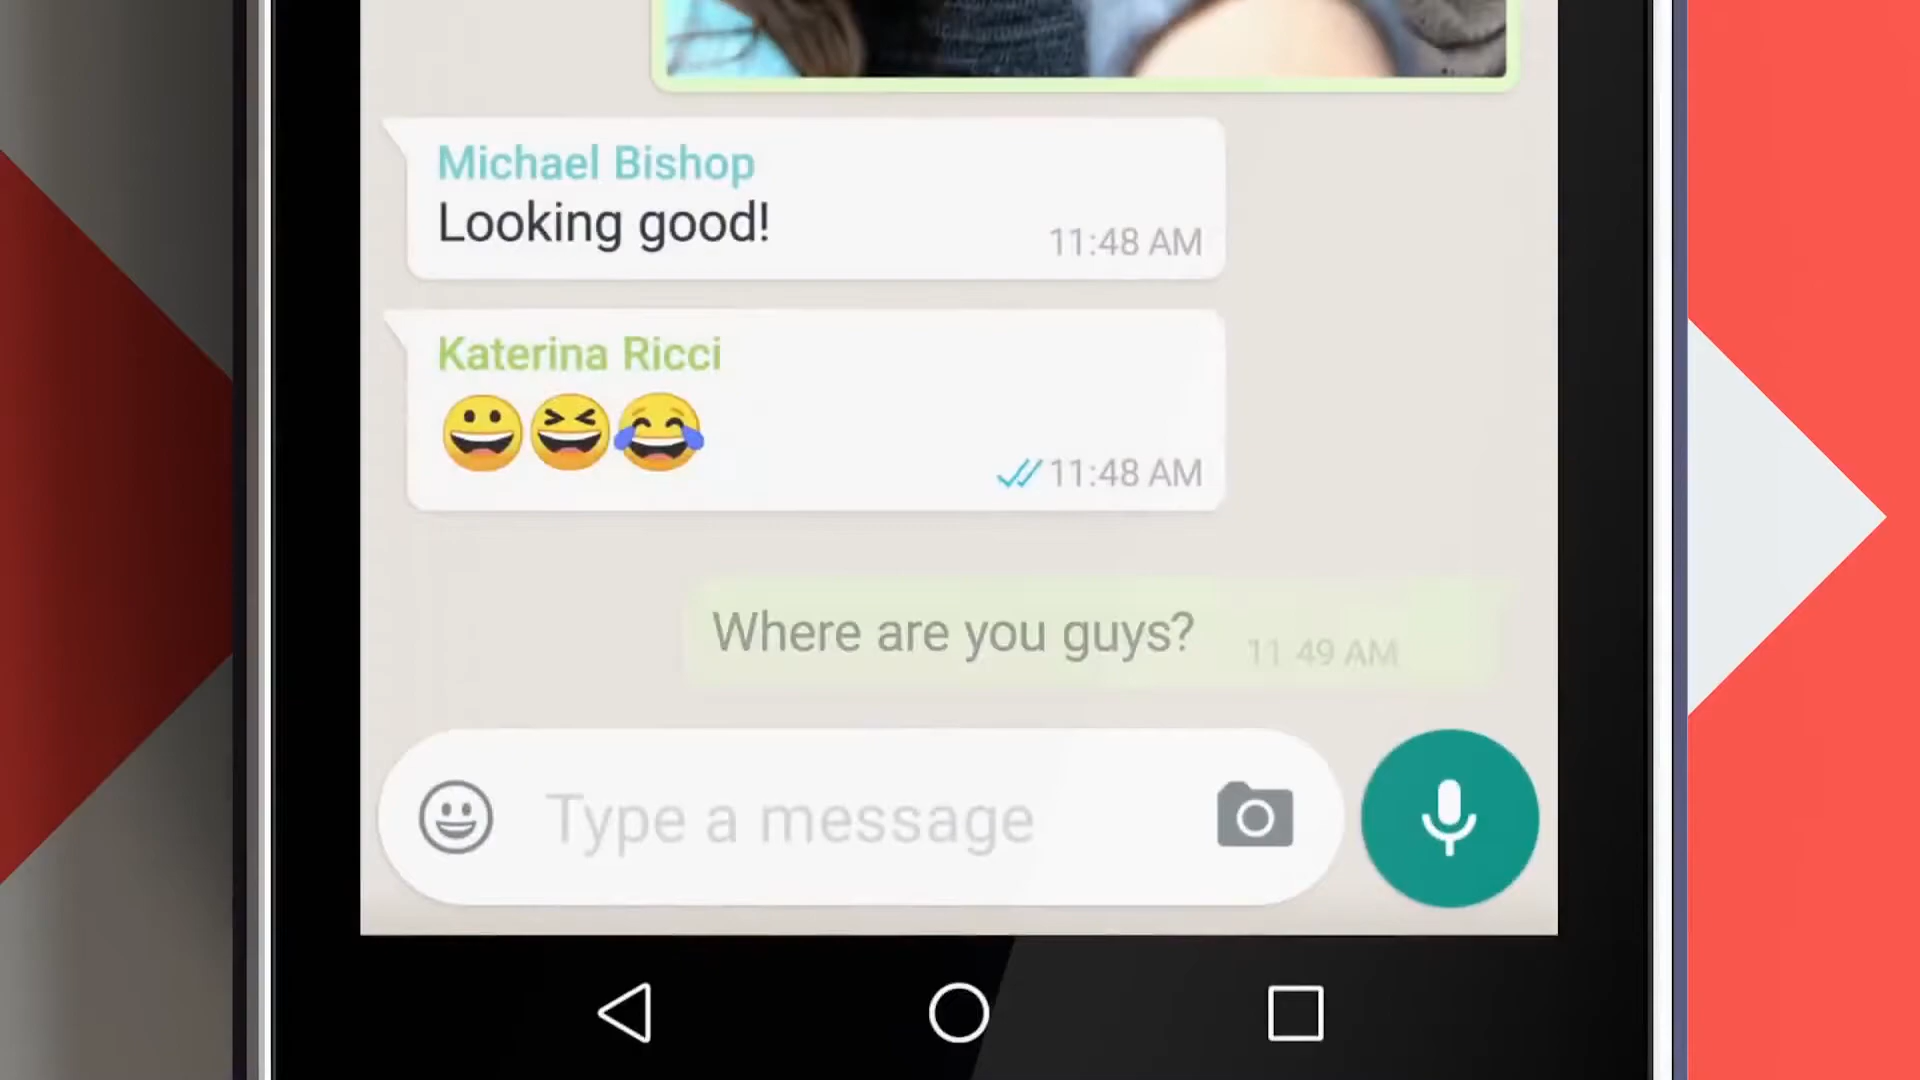 Michael Bishop
Looking good!
11:48 AM
Katerina Ricci
😀😆😂
11:48 AM
Where are you guys?
11 49 AM
Type a message